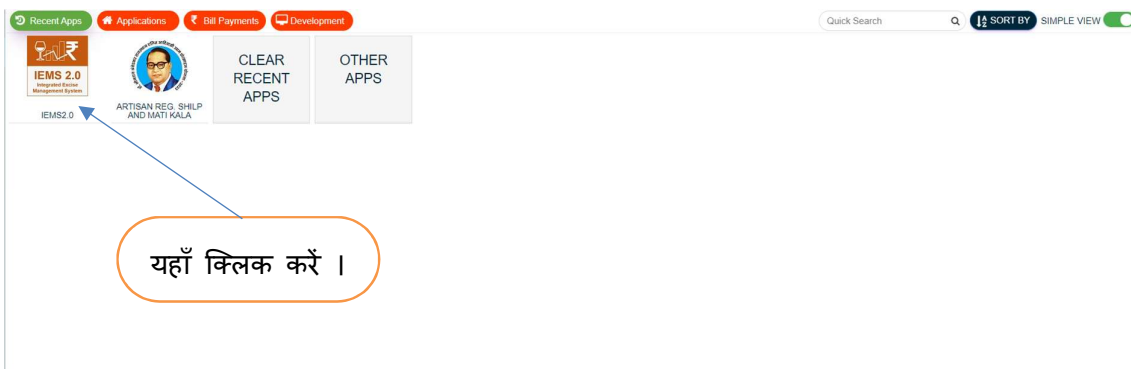 Recent Apps Applications ₹ Bill Payments Development Quick Search SORT BY SIMPLE VIEW
IEMS 2.0
Integrated Excise
Management System
IEMS2.0
ARTISAN REG. SHILP
AND MATI KALA
CLEAR
RECENT
APPS
OTHER
APPS
यहाँ क्लिक करें ।